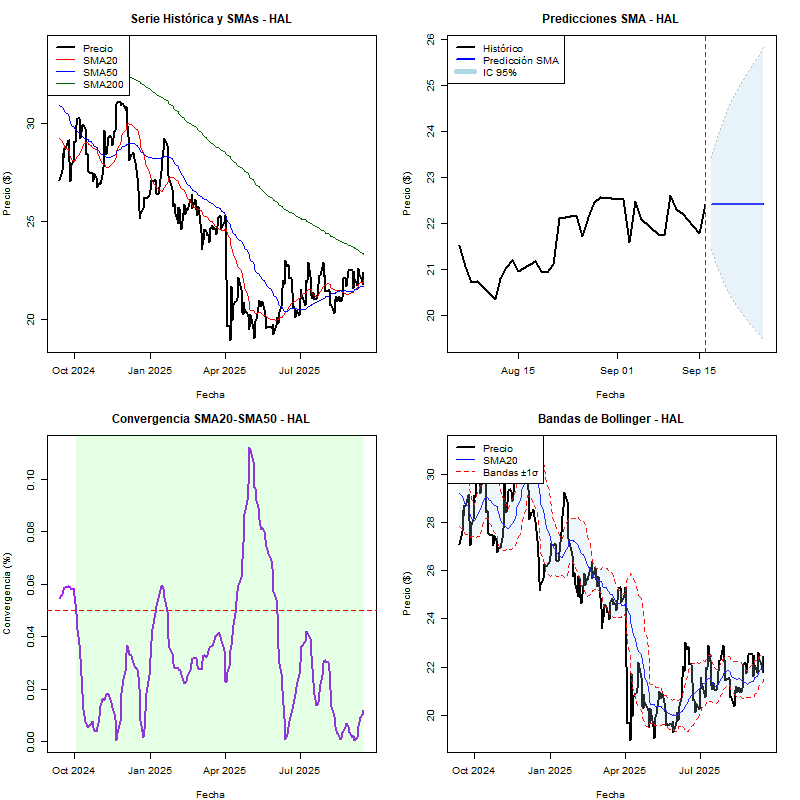 Serie Histórica y SMAs - HAL
Precio
SMA20
SMA50
SMA200
Precio ($)
30
25
20
Oct 2024
Jan 2025
Apr 2025
Jul 2025
Fecha
Predicciones SMA - HAL
Histórico
Predicción SMA
IC 95%
Precio ($)
26
25
24
23
22
21
20
Aug 15
Sep 01
Sep 15
Fecha
Convergencia SMA20-SMA50 - HAL
Convergencia (%)
0.10
0.08
0.06
0.04
0.02
0.00
Oct 2024
Jan 2025
Apr 2025
Jul 2025
Fecha
Bandas de Bollinger - HAL
Precio
SMA20
Bandas ±1σ
Precio ($)
30
28
26
24
22
20
Oct 2024
Jan 2025
Apr 2025
Jul 2025
Fecha